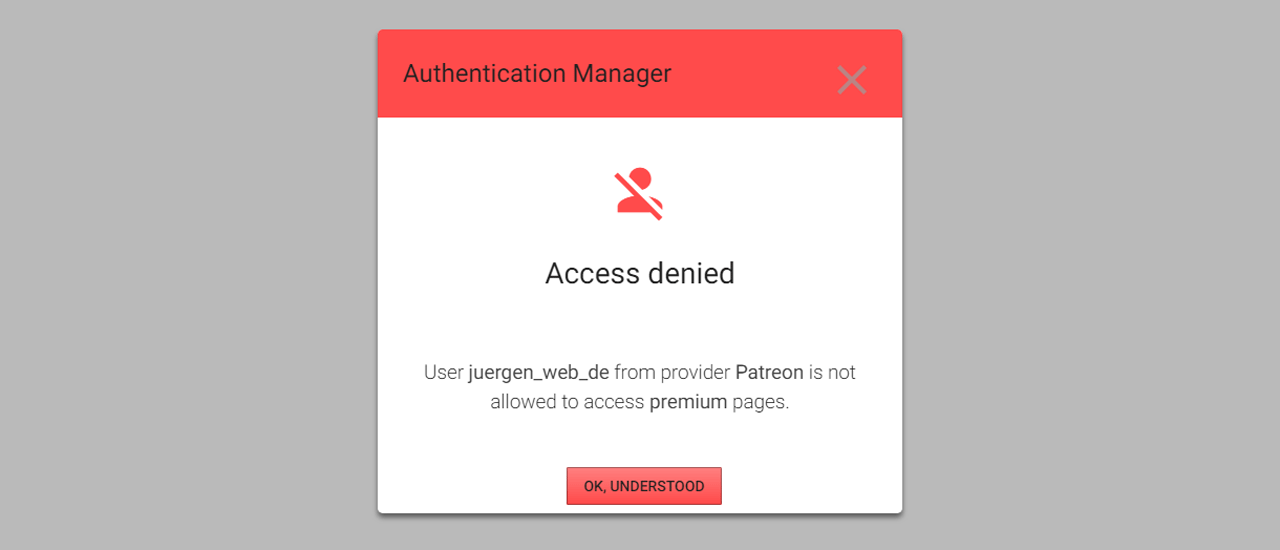 Authentication Manager
Access denied
User juergen_web_de from provider Patreon is not
allowed to access premium pages.
OK, UNDERSTOOD